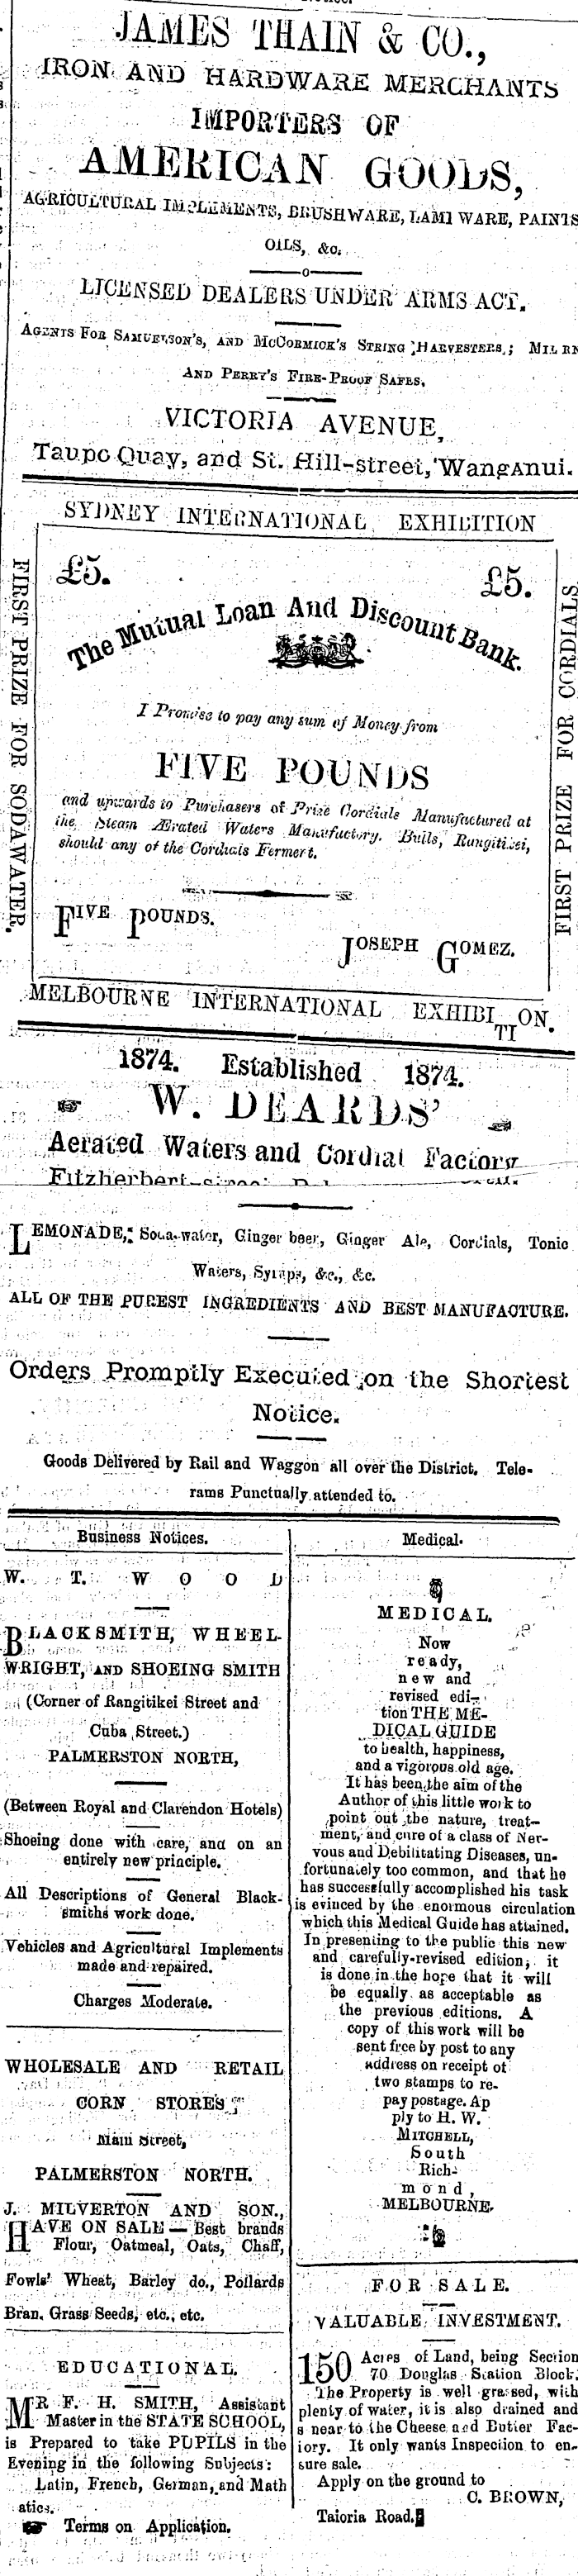 JAMES THAIN & CO.,
IRON AND HARDWARE MERCHANTS
IMPORTERS OF
AMERICAN GOODS,
AGRICULTURAL IMPLEMENTS, BRUSHWARE, LAMP WARE, PAINTS
OILS, &c.
LICENSED DEALERS UNDER ARMS ACT.
AGENTS FOR SAMUELSON'S, AND MCCORMICK'S STRING HARVESTERS,;
AND PERRY'S FIRE-PROOF SAFES.
VICTORIA AVENUE,
Taupo Quay, and St. Hill-street, WangAnui.
SYDNEY INTERNATIONAL EXHIBITION
FIRST PRIZE FOR SODAWATER.
£5. £5.
The Mutual Loan And Discount Bank.
I Promise to pay any sum of Money from
FIVE POUNDS
and upwards to Purchasers of Prize Cordials Manufactured at
the Steam Ærated Waters Manufactory. Bulls, Rangitikei,
should any of the Cordials Ferment.
FIVE POUNDS.
JOSEPH GOMEZ.
FIRST PRIZE FOR CORDIALS
MELBOURNE INTERNATIONAL EXHIBITION.
1874. Established 1874.
W. DEARDS'
Aerated Waters and Cordial Factory
Fitzherbert-street
LEMONADE, Soda-water, Ginger beer, Ginger Ale, Cordials, Tonic
Waters, Syrups, &c., &c.
ALL OF THE PUREST INGREDIENTS AND BEST MANUFACTURE.
Orders Promptly Executed on the Shortest
Notice.
Goods Delivered by Rail and Waggon all over the District. Tele-
rams Punctually attended to.
Business Notices.
W. T. WOOD
BLACKSMITH, WHEEL-
WRIGHT, AND SHOEING SMITH
(Corner of Rangitikei Street and
Cuba Street.)
PALMERSTON NORTH,
(Between Royal and Clarendon Hotels)
Shoeing done with care, and on an
entirely new principle.
All Descriptions of General Black-
smiths work done.
Vehicles and Agricultural Implements
made and repaired.
Charges Moderate.
WHOLESALE AND RETAIL
CORN STORES
Main Street,
PALMERSTON NORTH.
J. MILVERTON AND SON.,
HAVE ON SALE — Best brands
Flour, Oatmeal, Oats, Chaff,
Fowls' Wheat, Barley do., Pollards
Bran, Grass Seeds, etc., etc.
EDUCATIONAL.
MR F. H. SMITH, Assistant
Master in the STATE SCHOOL,
is Prepared to take PUPILS in the
Evening in the following Subjects:
Latin, French, German, and Math
atics.
Terms on Application.
Medical.
MEDICAL.
Now
ready,
new and
revised edi-
tion THE ME-
DICAL GUIDE
to health, happiness,
and a vigorous old age.
It has been the aim of the
Author of this little work to
point out the nature, treat-
ment, and cure of a class of Ner-
vous and Debilitating Diseases, un-
fortunately too common, and that he
has successfully accomplished his task
is evinced by the enormous circulation
which this Medical Guide has attained.
In presenting to the public this new
and carefully-revised edition, it
is done in the hope that it will
be equally as acceptable as
the previous editions. A
copy of this work will be
sent free by post to any
address on receipt of
two stamps to re-
pay postage. Ap
ply to H. W.
MITCHELL,
South
Rich-
mond,
MELBOURNE.
FOR SALE.
VALUABLE INVESTMENT.
150 Acres of Land, being Section
70 Douglas Station Block.
The Property is well grassed, with
plenty of water, it is also drained and
s near to the Cheese and Butter Fac-
iory. It only wants Inspection to en-
sure sale.
Apply on the ground to
C. BROWN,
Taioria Road.